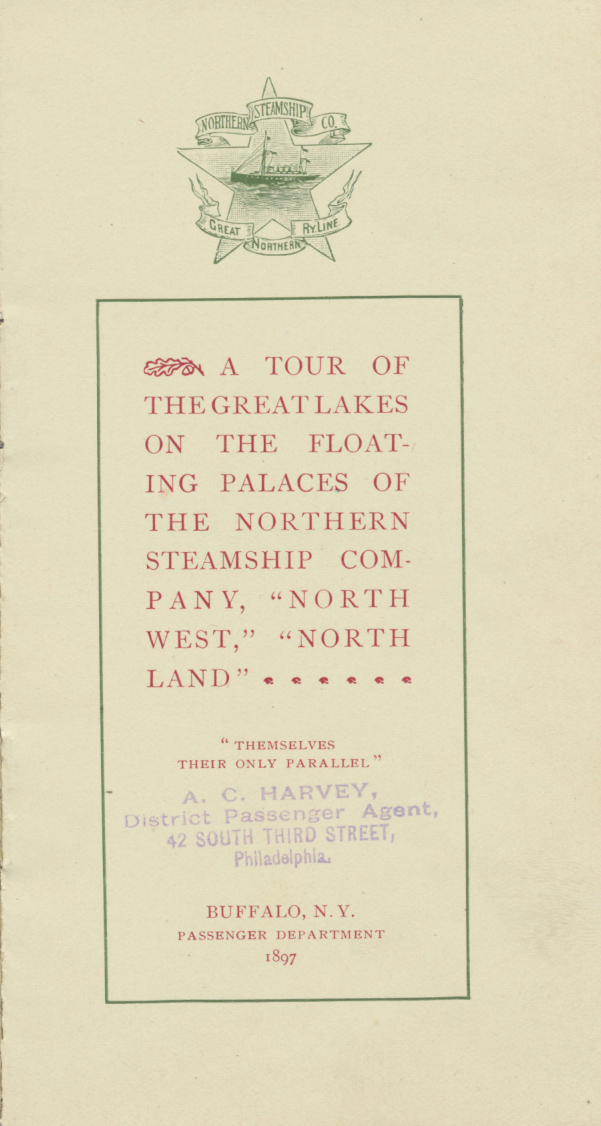 NORTHERN STEAMSHIP CO.
GREAT NORTHERN RY. LINE
A TOUR OF
THE GREAT LAKES
ON THE FLOAT-
ING PALACES OF
THE NORTHERN
STEAMSHIP COM-
PANY, "NORTH
WEST," "NORTH
LAND"
"THEMSELVES
THEIR ONLY PARALLEL"
A. C. HARVEY,
District Passenger Agent,
42 SOUTH THIRD STREET,
Philadelphia.
BUFFALO, N. Y.
PASSENGER DEPARTMENT
1897